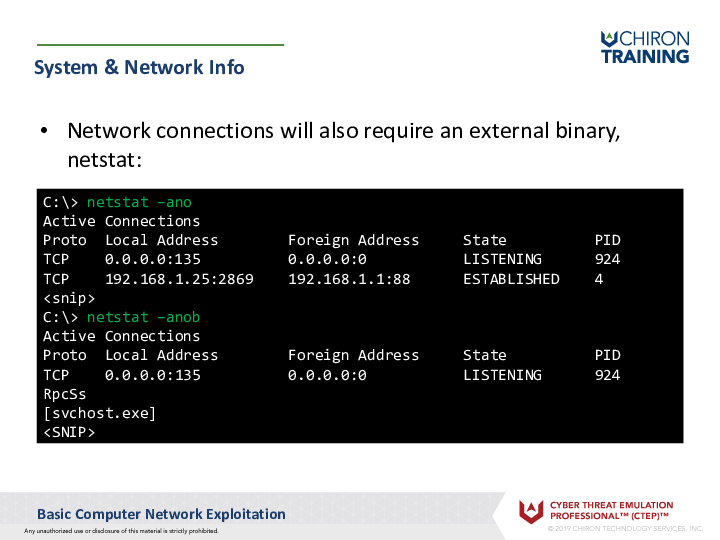 CHIRON
TRAINING
System & Network Info
• Network connections will also require an external binary,
netstat:
C:\> netstat –ano
Active Connections
Proto  Local Address        Foreign Address     State          PID
TCP    0.0.0.0:135          0.0.0.0:0           LISTENING      924
TCP    192.168.1.25:2869    192.168.1.1:88      ESTABLISHED    4
<snip>
C:\> netstat –anob
Active Connections
Proto  Local Address        Foreign Address     State          PID
TCP    0.0.0.0:135          0.0.0.0:0           LISTENING      924
RpcSs
[svchost.exe]
<SNIP>
Basic Computer Network Exploitation
Any unauthorized use or disclosure of this material is strictly prohibited.
CYBER THREAT EMULATION
PROFESSIONAL™ (CTEP)™
© 2019 CHIRON TECHNOLOGY SERVICES, INC.